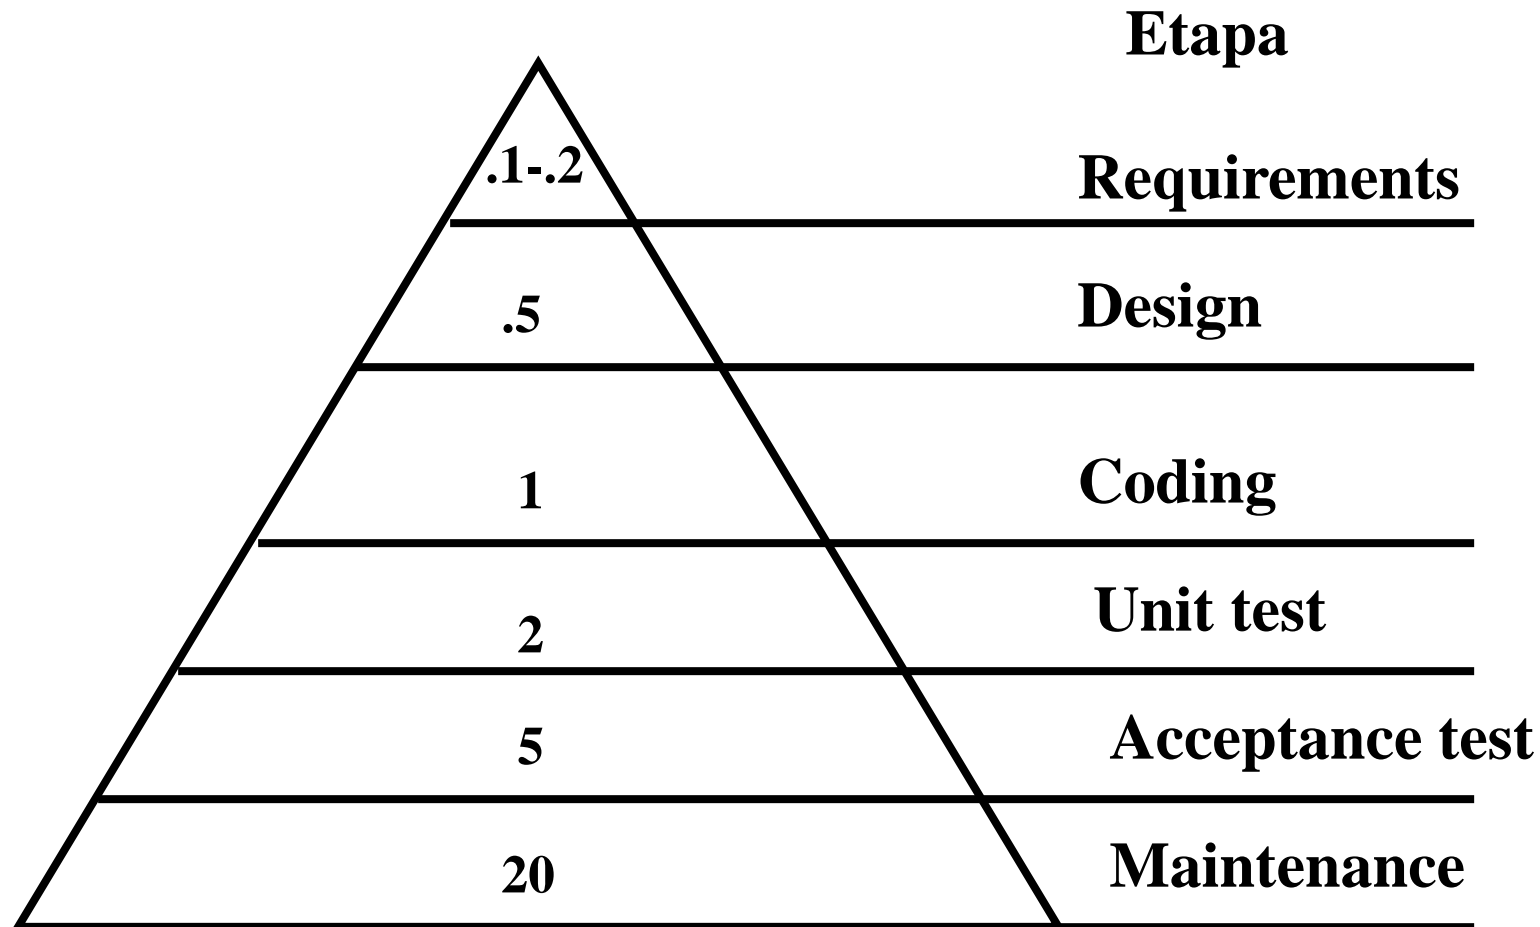 Etapa
.1-.2 Requirements
.5 Design
1 Coding
2 Unit test
5 Acceptance test
20 Maintenance